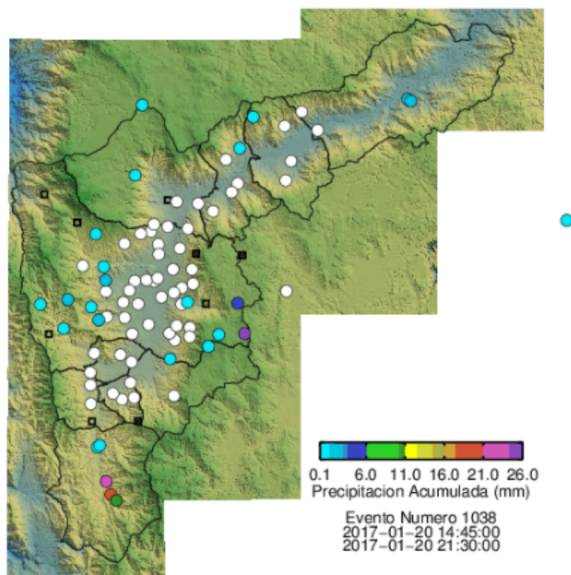 0.1 6.0 11.0 16.0 21.0 26.0
Precipitacion Acumulada (mm)
Evento Numero 1038
2017-01-20 14:45:00
2017-01-20 21:30:00